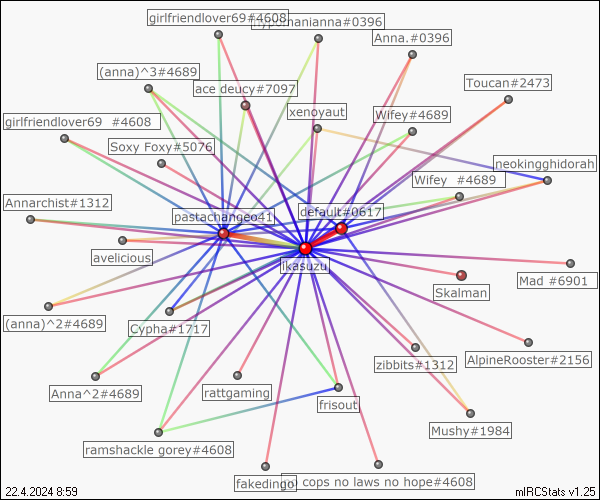 girlfriendlover69#4608
hypomanianna#0396
Anna.#0396
(anna)^3#4689
ace deucy#7097
Toucan#2473
xenoyaut
Wifey#4689
girlfriendlover69  #4608
Soxy Foxy#5076
neokingghidorah
Wifey  #4689
Annarchist#1312
pastachangeo41
default#0617
avelicious
ikasuzu
Skalman
Mad #6901
(anna)^2#4689
Cypha#1717
zibbits#1312
AlpineRooster#2156
Anna^2#4689
rattgaming
frisout
Mushy#1984
ramshackle gorey#4608
fakedingo
cops no laws no hope#4608
22.4.2024 8:59
mIRCStats v1.25